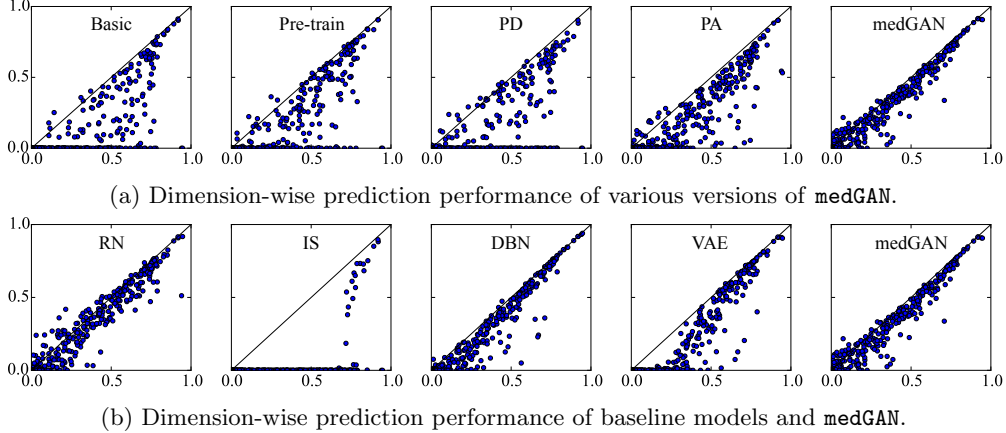 Basic Pre-train PD PA medGAN
1.0
0.5
0.0
0.0 0.5 1.0 0.0 0.5 1.0 0.0 0.5 1.0 0.0 0.5 1.0 0.0 0.5 1.0
(a) Dimension-wise prediction performance of various versions of medGAN.
1.0
RN IS DBN VAE medGAN
0.5
0.0
0.0 0.5 1.0 0.0 0.5 1.0 0.0 0.5 1.0 0.0 0.5 1.0 0.0 0.5 1.0
(b) Dimension-wise prediction performance of baseline models and medGAN.